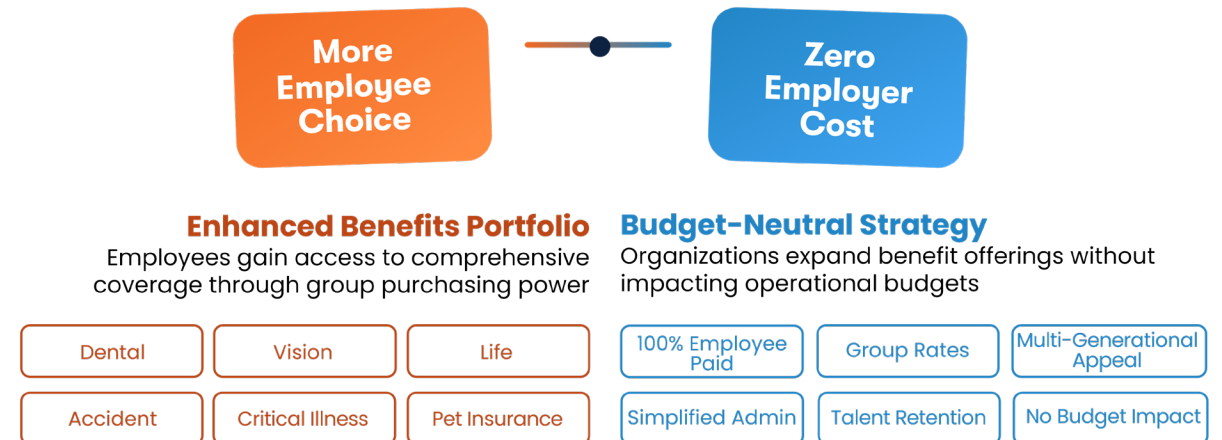 More
Employee
Choice
Zero
Employer
Cost
Enhanced Benefits Portfolio
Employees gain access to comprehensive
coverage through group purchasing power
Dental
Vision
Life
Accident
Critical Illness
Pet Insurance
Budget-Neutral Strategy
Organizations expand benefit offerings without
impacting operational budgets
100% Employee
Paid
Group Rates
Multi-Generational
Appeal
Simplified Admin
Talent Retention
No Budget Impact